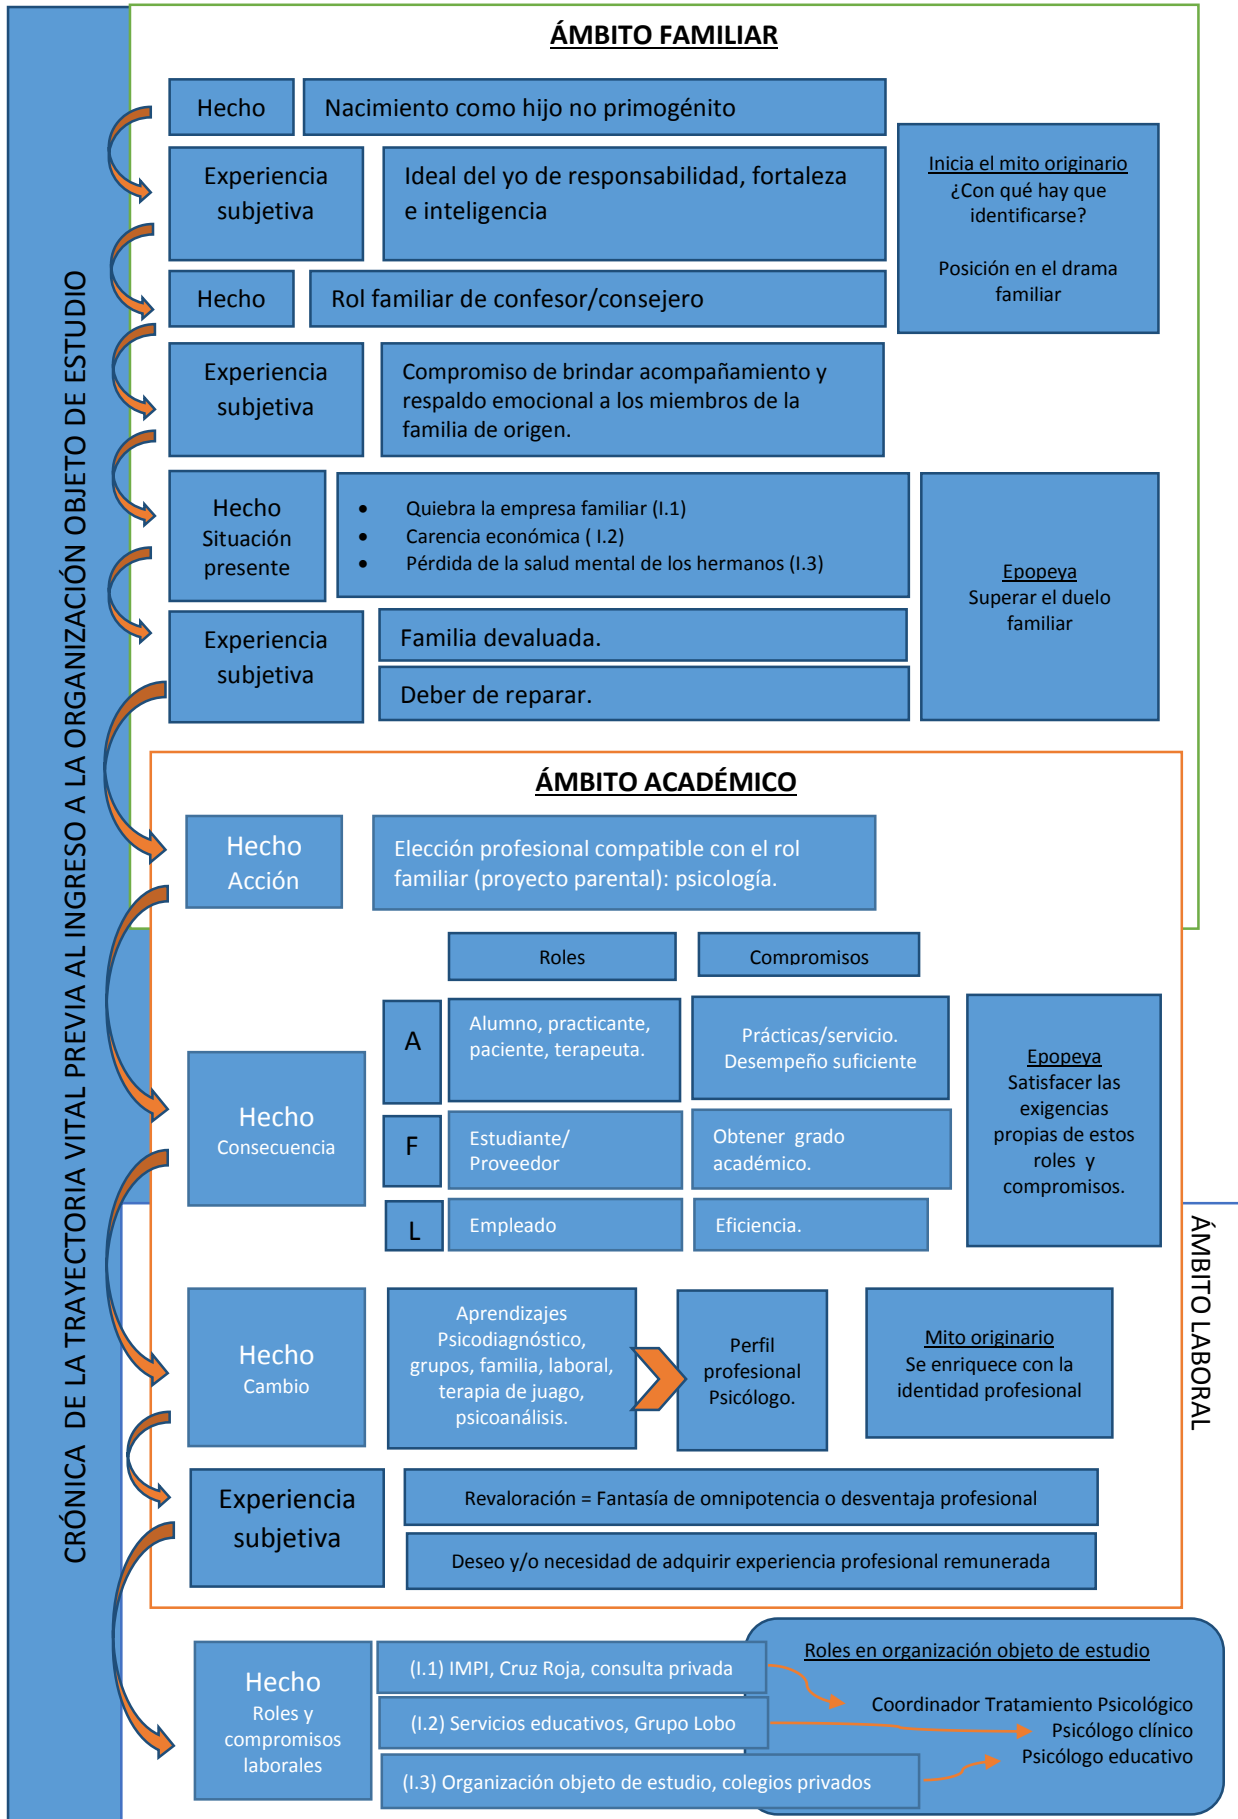 ÁMBITO FAMILIAR
CRÓNICA DE LA TRAYECTORIA VITAL PREVIA AL INGRESO A LA ORGANIZACIÓN OBJETO DE ESTUDIO
Hecho
Nacimiento como hijo no primogénito
Experiencia
subjetiva
Ideal del yo de responsabilidad, fortaleza
e inteligencia
Inicia el mito originario
¿Con qué hay que
identificarse?
Posición en el drama
familiar
Hecho
Rol familiar de confesor/consejero
Experiencia
subjetiva
Compromiso de brindar acompañamiento y
respaldo emocional a los miembros de la
familia de origen.
Hecho
Situación
presente
• Quiebra la empresa familiar (I.1)
• Carencia económica ( I.2)
• Pérdida de la salud mental de los hermanos (I.3)
Epopeya
Superar el duelo
familiar
Experiencia
subjetiva
Familia devaluada.
Deber de reparar.
ÁMBITO ACADÉMICO
Hecho
Acción
Elección profesional compatible con el rol
familiar (proyecto parental): psicología.
Roles
Compromisos
Hecho
Consecuencia
A
Alumno, practicante,
paciente, terapeuta.
Prácticas/servicio.
Desempeño suficiente
F
Estudiante/
Proveedor
Obtener grado
académico.
L
Empleado
Eficiencia.
Epopeya
Satisfacer las
exigencias
propias de estos
roles y
compromisos.
ÁMBITO LABORAL
Hecho
Cambio
Aprendizajes
Psicodiagnóstico,
grupos, familia, laboral,
terapia de juago,
psicoanálisis.
Perfil
profesional
Psicólogo.
Mito originario
Se enriquece con la
identidad profesional
Experiencia
subjetiva
Revaloración = Fantasía de omnipotencia o desventaja profesional
Deseo y/o necesidad de adquirir experiencia profesional remunerada
Hecho
Roles y
compromisos
laborales
(I.1) IMPI, Cruz Roja, consulta privada
(I.2) Servicios educativos, Grupo Lobo
(I.3) Organización objeto de estudio, colegios privados
Roles en organización objeto de estudio
Coordinador Tratamiento Psicológico
Psicólogo clínico
Psicólogo educativo